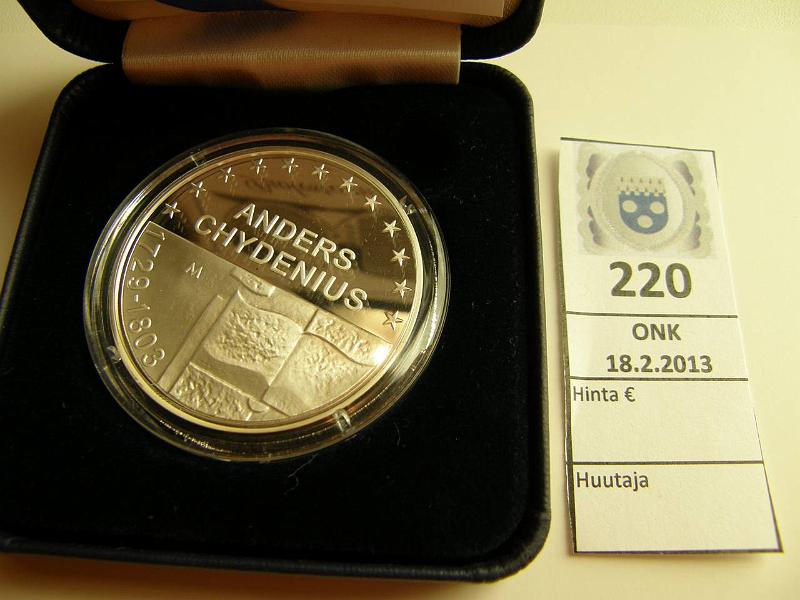 ANDERS
CHYDENIUS
1729-1803
M
220
ONK
18.2.2013
Hinta €
Huutaja